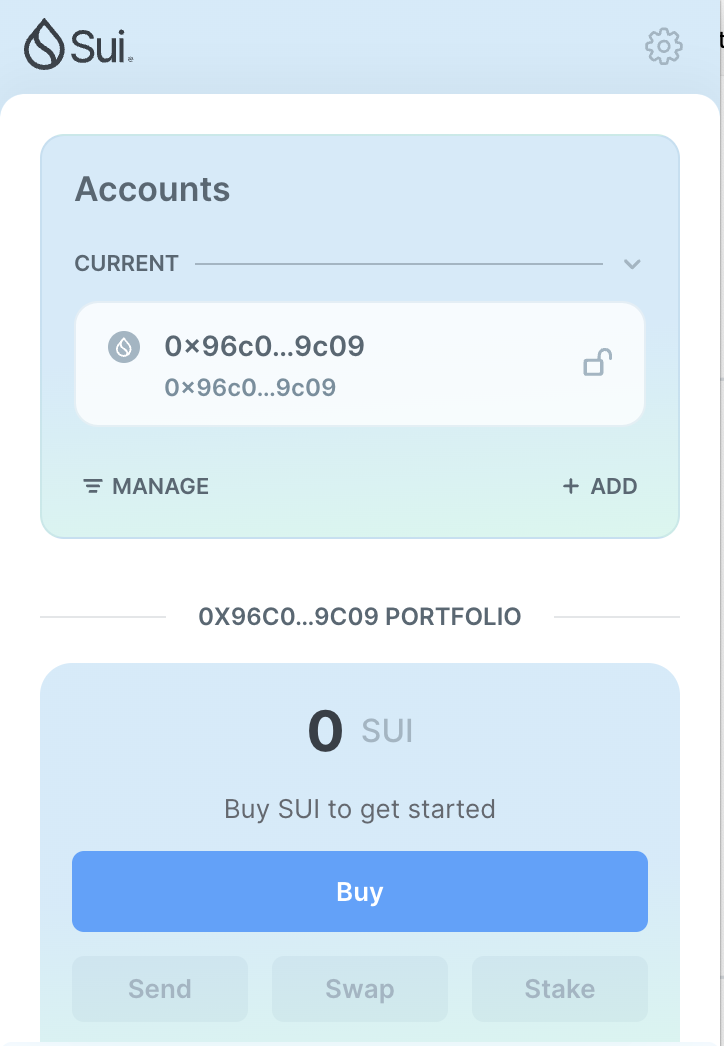 Sui
Accounts
CURRENT
0×96c0...9c09
0×96c0...9c09
MANAGE
+ ADD
0X96C0...9C09 PORTFOLIO
0 SUI
Buy SUI to get started
Buy
Send
Swap
Stake